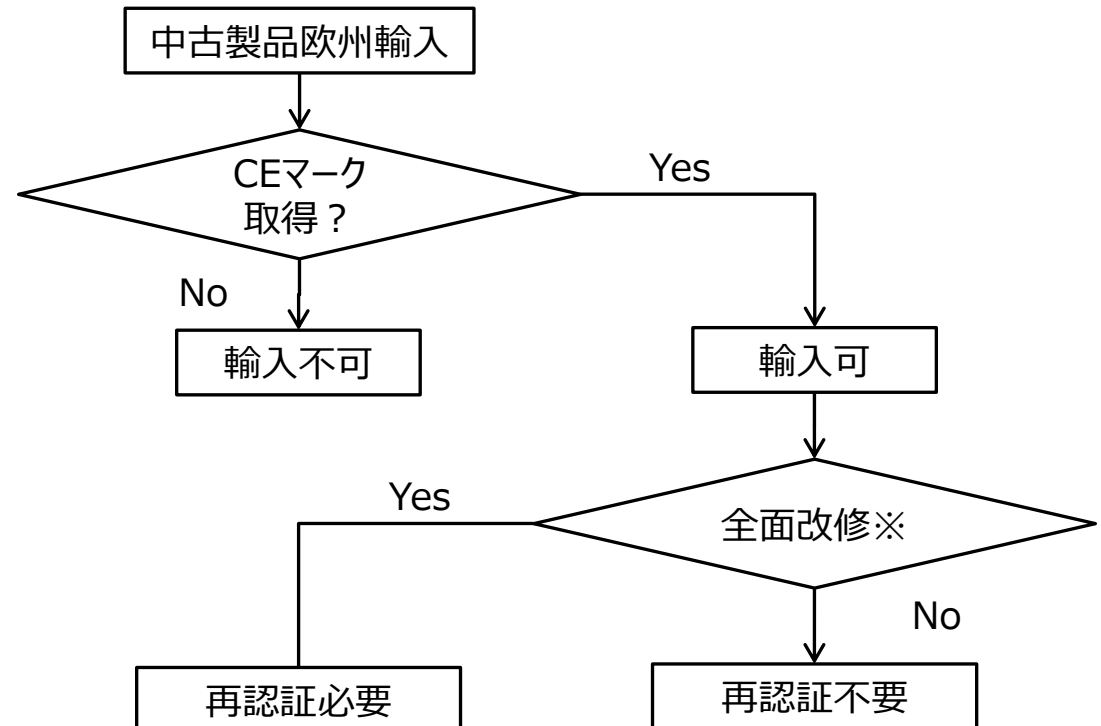 中古製品欧州輸入
CEマーク
取得？
Yes
No
輸入不可
輸入可
Yes
全面改修※
No
再認証必要
再認証不要